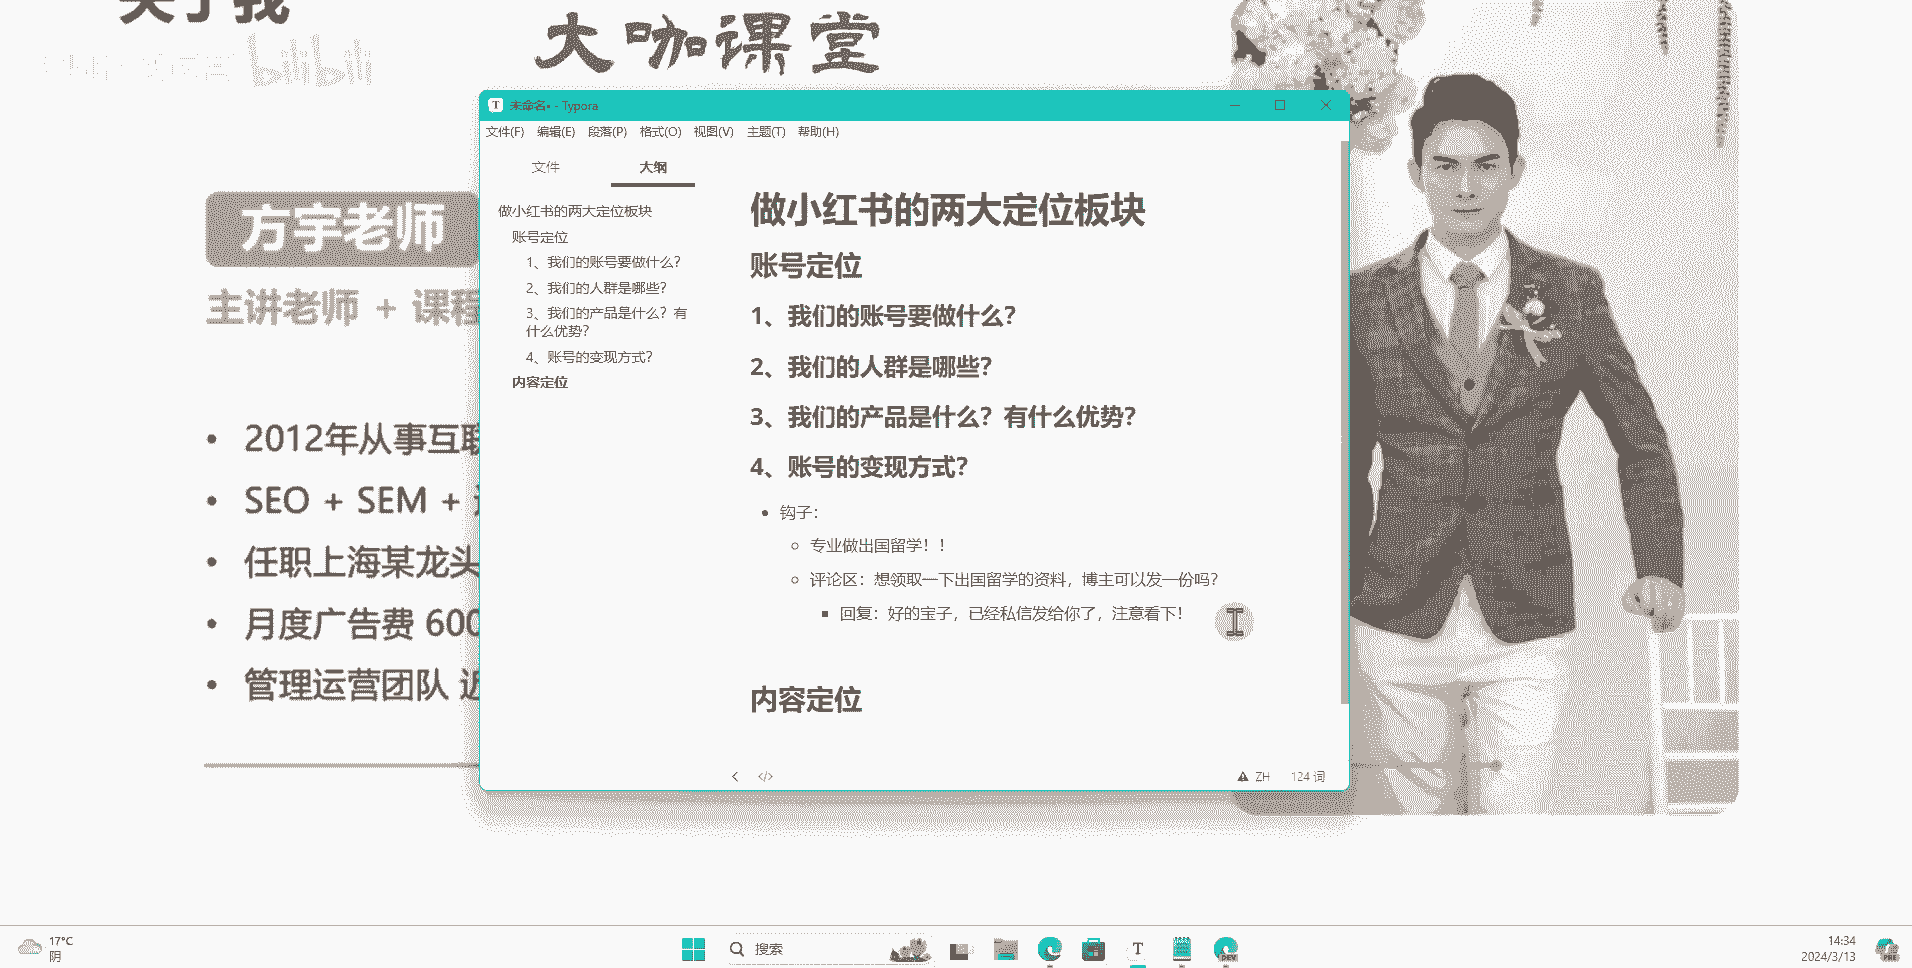 关于我
bilibili
大咖课堂
未命名• - Typora
文件(F) 编辑(E) 段落(P) 格式(O) 视图(V) 主题(T) 帮助(H)
文件 大纲
做小红书的两大定位板块
账号定位
1、我们的账号要做什么?
2、我们的人群是哪些?
3、我们的产品是什么？有
什么优势?
4、账号的变现方式?
内容定位
做小红书的两大定位板块
账号定位
1、我们的账号要做什么?
2、我们的人群是哪些?
3、我们的产品是什么？有什么优势?
4、账号的变现方式?
• 钩子：
专业做出国留学！！
评论区：想领取一下出国留学的资料，博主可以发一份吗?
回复：好的宝子，已经私信发给你了，注意看下!
内容定位
</> ZH 124 词
方宇老师
主讲老师 + 课程
• 2012年从事互联
• SEO + SEM +
• 任职上海某龙头
• 月度广告费 600
• 管理运营团队 近
17°C
阴
搜索
T
DEV
14:34
2024/3/13
PRE